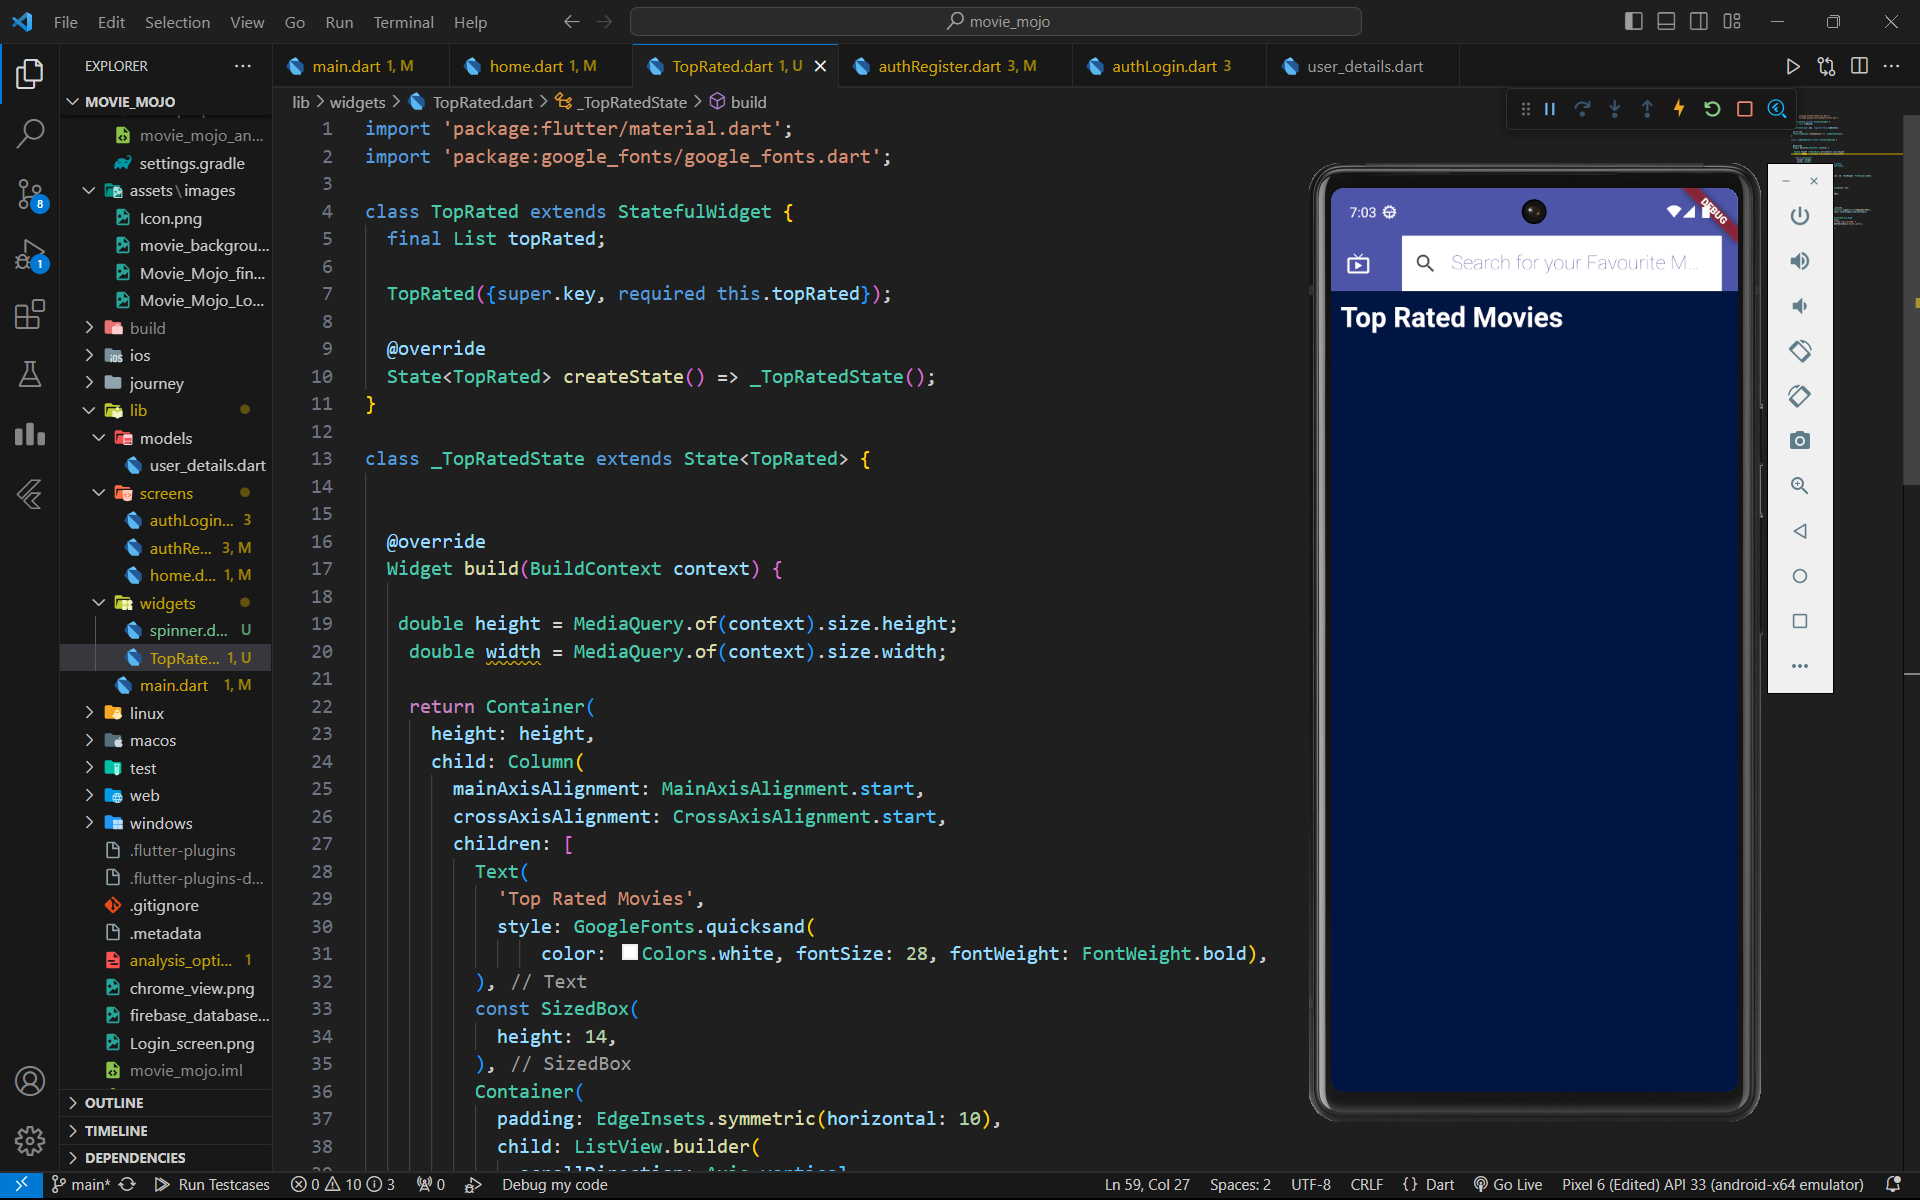 File Edit Selection View Go Run Terminal Help
movie_mojo
EXPLORER
main.dart 1, M
home.dart 1, M
TopRated.dart 1, U
authRegister.dart 3, M
authLogin.dart 3
user_details.dart
lib > widgets > TopRated.dart > _TopRatedState > build
MOVIE_MOJO
movie_mojo_an...
settings.gradle
assets \ images
Icon.png
movie_backgrou...
Movie_Mojo_fin...
Movie_Mojo_Lo...
build
ios
journey
lib
models
user_details.dart
screens
authLogin... 3
authRe... 3, M
home.d... 1, M
widgets
spinner.d... U
TopRate... 1, U
main.dart 1, M
linux
macos
test
web
windows
.flutter-plugins
.flutter-plugins-d...
.gitignore
.metadata
analysis_opti... 1
chrome_view.png
firebase_database...
Login_screen.png
movie_mojo.iml
OUTLINE
TIMELINE
DEPENDENCIES
8
1
1 import 'package:flutter/material.dart';
2 import 'package:google_fonts/google_fonts.dart';
3
4 class TopRated extends StatefulWidget {
5 final List topRated;
6
7 TopRated({super.key, required this.topRated});
8
9 @override
10 State<TopRated> createState() => _TopRatedState();
11 }
12
13 class _TopRatedState extends State<TopRated> {
14
15
16 @override
17 Widget build(BuildContext context) {
18
19 double height = MediaQuery.of(context).size.height;
20 double width = MediaQuery.of(context).size.width;
21
22 return Container(
23 height: height,
24 child: Column(
25 mainAxisAlignment: MainAxisAlignment.start,
26 crossAxisAlignment: CrossAxisAlignment.start,
27 children: [
28 Text(
29 'Top Rated Movies',
30 style: GoogleFonts.quicksand(
31 color: Colors.white, fontSize: 28, fontWeight: FontWeight.bold),
32 ), // Text
33 const SizedBox(
34 height: 14,
35 ), // SizedBox
36 Container(
37 padding: EdgeInsets.symmetric(horizontal: 10),
38 child: ListView.builder(
39 scrollDirection: Axis.vertical
7:03
DEBUG
Search for your Favourite M...
Top Rated Movies
main* Run Testcases 0 10 3 0 Debug my code Ln 59, Col 27 Spaces: 2 UTF-8 CRLF {} Dart Go Live Pixel 6 (Edited) API 33 (android-x64 emulator)